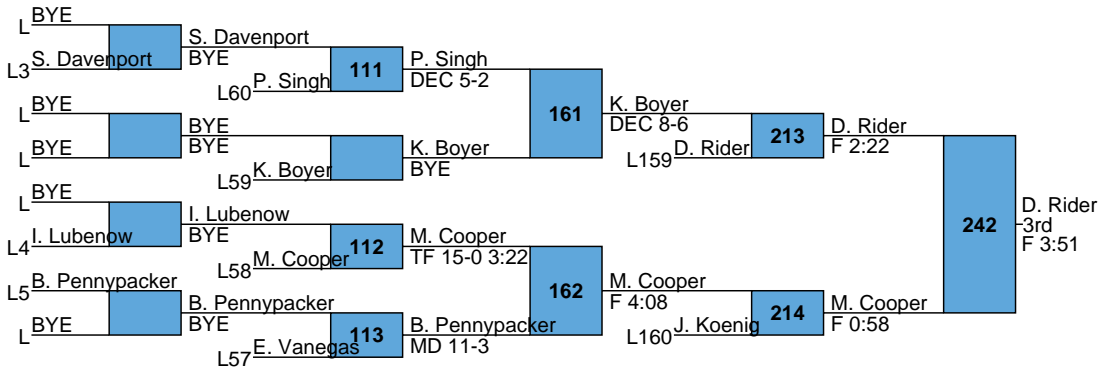 L BYE
L3 S. Davenport
S. Davenport
BYE
L60 P. Singh
111
P. Singh
DEC 5-2
L BYE
L BYE
BYE
BYE
L59 K. Boyer
K. Boyer
BYE
161
K. Boyer
DEC 8-6
L159 D. Rider
213
D. Rider
F 2:22
L BYE
L4 I. Lubenow
I. Lubenow
BYE
L58 M. Cooper
112
M. Cooper
TF 15-0 3:22
L5 B. Pennypacker
L BYE
B. Pennypacker
BYE
L57 E. Vanegas
113
B. Pennypacker
MD 11-3
162
M. Cooper
F 4:08
L160 J. Koenig
214
M. Cooper
F 0:58
242
D. Rider
3rd
F 3:51